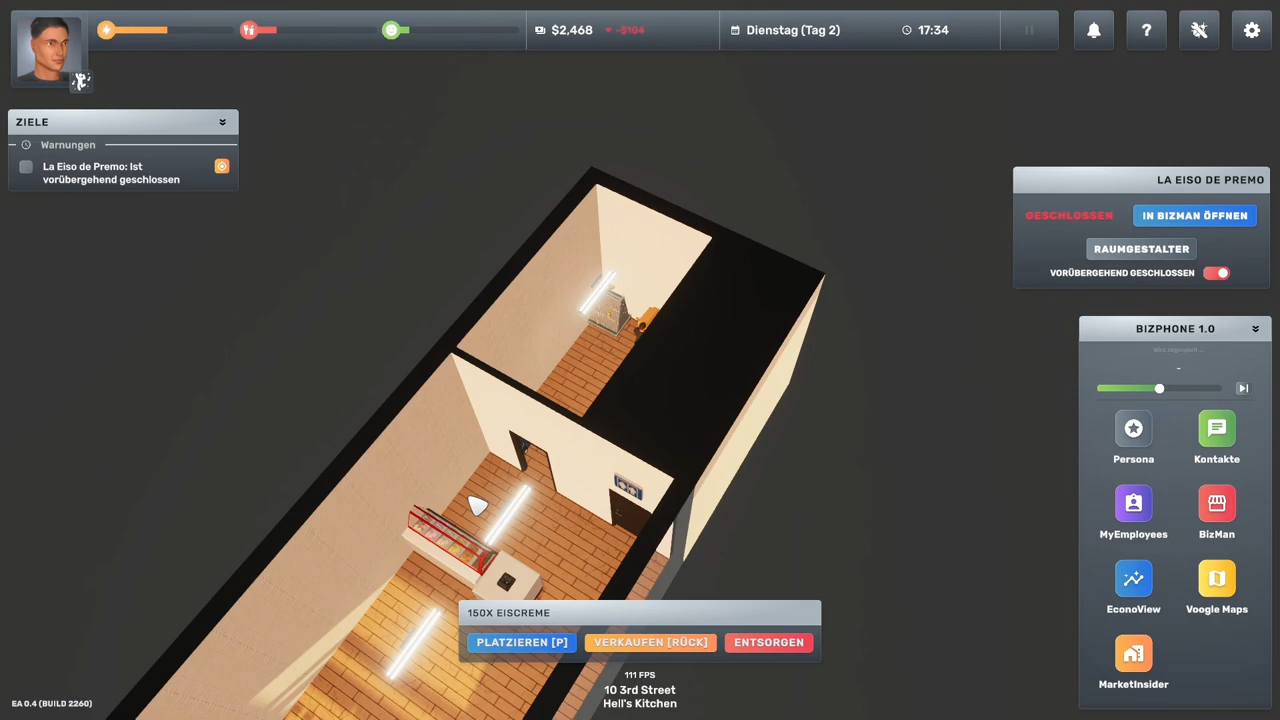 $2,468
-$104
Dienstag (Tag 2)
17:34
?
ZIELE
Warnungen
La Eiso de Premo: Ist
vorübergehend geschlossen
LA EISO DE PREMO
GESCHLOSSEN
IN BIZMAN ÖFFNEN
RAUMGESTALTER
VORÜBERGEHEND GESCHLOSSEN
BIZPHONE 1.0
-
Persona
Kontakte
MyEmployees
BizMan
EconoView
Voogle Maps
MarketInsider
150X EISCREME
PLATZIEREN [P]
VERKAUFEN [RÜCK]
ENTSORGEN
111 FPS
10 3rd Street
Hell's Kitchen
EA 0.4 (BUILD 2260)